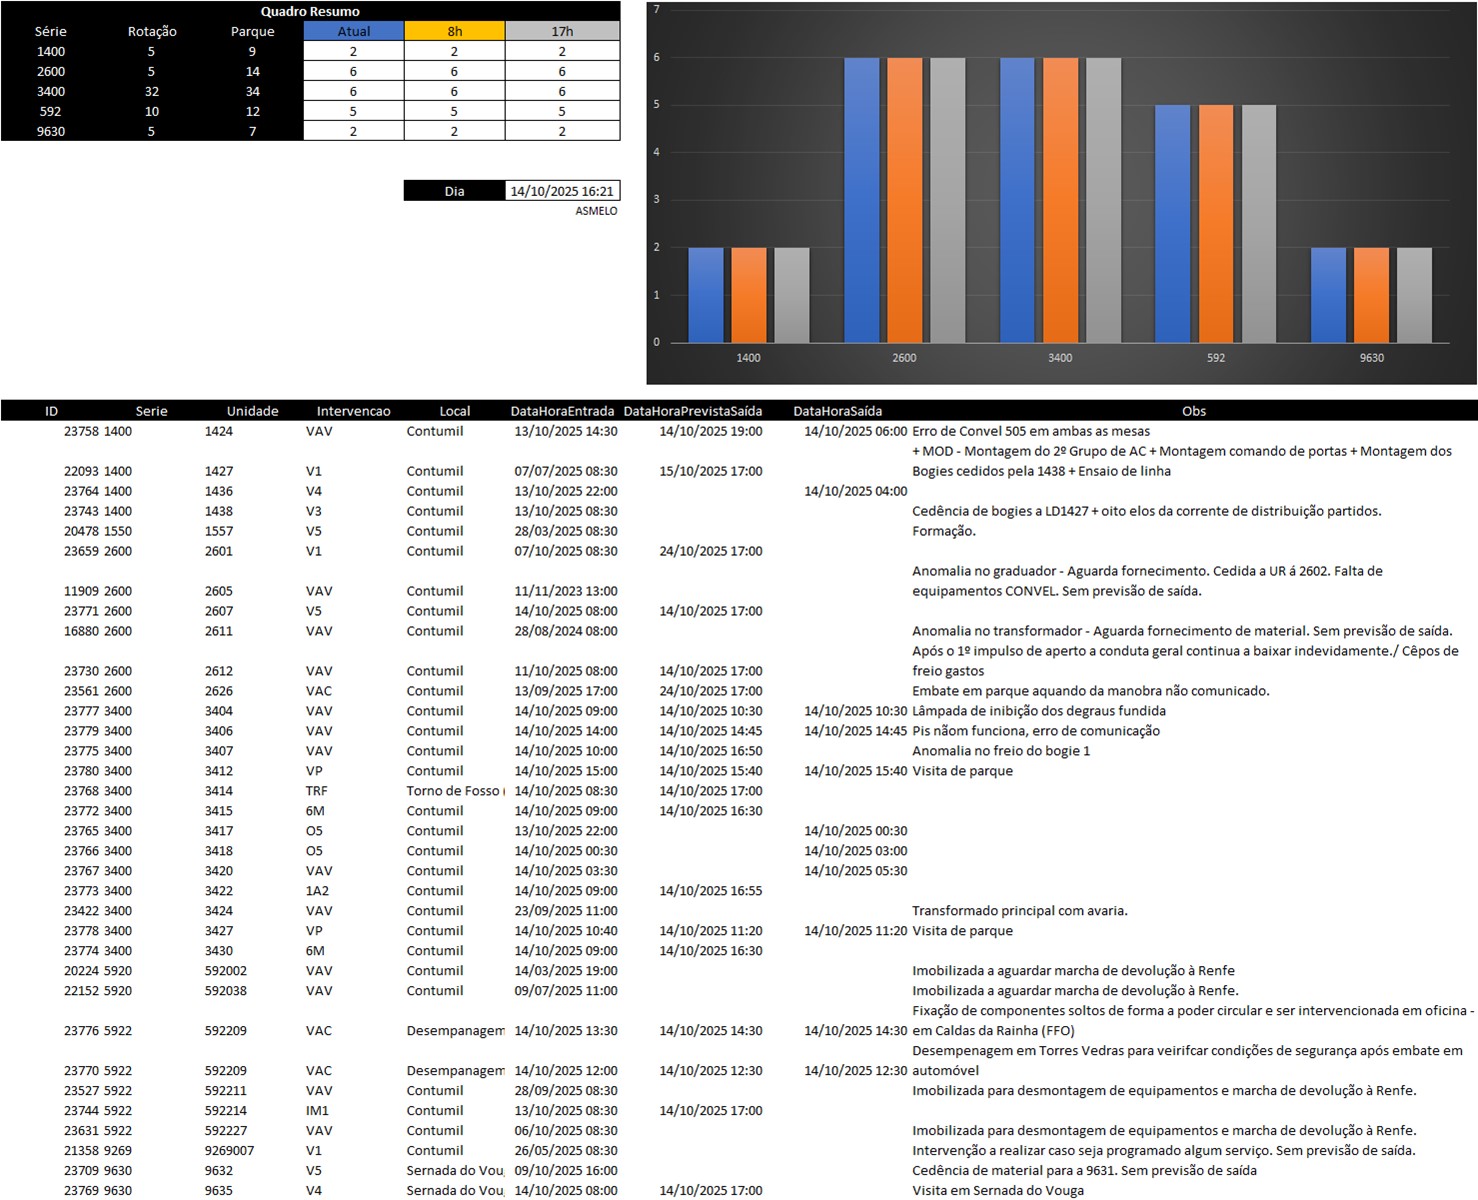 Quadro Resumo
Série Rotação Parque Atual 8h 17h
1400 5 9 2 2 2
2600 5 14 6 6 6
3400 32 34 6 6 6
592 10 12 5 5 5
9630 5 7 2 2 2
Dia 14/10/2025 16:21
ASMELO
7
6
5
4
3
2
1
0
1400 2600 3400 592 9630
ID Serie Unidade Intervencao Local DataHoraEntrada DataHoraPrevistaSaída DataHoraSaída Obs
23758 1400 1424 VAV Contumil 13/10/2025 14:30 14/10/2025 19:00 14/10/2025 06:00 Erro de Convel 505 em ambas as mesas
+ MOD - Montagem do 2º Grupo de AC + Montagem comando de portas + Montagem dos
22093 1400 1427 V1 Contumil 07/07/2025 08:30 15/10/2025 17:00 Bogies cedidos pela 1438 + Ensaio de linha
23764 1400 1436 V4 Contumil 13/10/2025 22:00 14/10/2025 04:00
23743 1400 1438 V3 Contumil 13/10/2025 08:30 Cedência de bogies a LD1427 + oito elos da corrente de distribuição partidos.
20478 1550 1557 V5 Contumil 28/03/2025 08:30 Formação.
23659 2600 2601 V1 Contumil 07/10/2025 08:30 24/10/2025 17:00
Anomalia no graduador - Aguarda fornecimento. Cedida a UR á 2602. Falta de
11909 2600 2605 VAV Contumil 11/11/2023 13:00 equipamentos CONVEL. Sem previsão de saída.
23771 2600 2607 V5 Contumil 14/10/2025 08:00 14/10/2025 17:00
16880 2600 2611 VAV Contumil 28/08/2024 08:00 Anomalia no transformador - Aguarda fornecimento de material. Sem previsão de saída.
Após o 1º impulso de aperto a conduta geral continua a baixar indevidamente./ Cêpos de
23730 2600 2612 VAV Contumil 11/10/2025 08:00 14/10/2025 17:00 freio gastos
23561 2600 2626 VAC Contumil 13/09/2025 17:00 24/10/2025 17:00 Embate em parque aquando da manobra não comunicado.
23777 3400 3404 VAV Contumil 14/10/2025 09:00 14/10/2025 10:30 14/10/2025 10:30 Lâmpada de inibição dos degraus fundida
23779 3400 3406 VAV Contumil 14/10/2025 14:00 14/10/2025 14:45 14/10/2025 14:45 Pis nãom funciona, erro de comunicação
23775 3400 3407 VAV Contumil 14/10/2025 10:00 14/10/2025 16:50 Anomalia no freio do bogie 1
23780 3400 3412 VP Contumil 14/10/2025 15:00 14/10/2025 15:40 14/10/2025 15:40 Visita de parque
23768 3400 3414 TRF Torno de Fosso ( 14/10/2025 08:30 14/10/2025 17:00
23772 3400 3415 6M Contumil 14/10/2025 09:00 14/10/2025 16:30
23765 3400 3417 O5 Contumil 13/10/2025 22:00 14/10/2025 00:30
23766 3400 3418 O5 Contumil 14/10/2025 00:30 14/10/2025 03:00
23767 3400 3420 VAV Contumil 14/10/2025 03:30 14/10/2025 05:30
23773 3400 3422 1A2 Contumil 14/10/2025 09:00 14/10/2025 16:55
23422 3400 3424 VAV Contumil 23/09/2025 11:00 Transformado principal com avaria.
23778 3400 3427 VP Contumil 14/10/2025 10:40 14/10/2025 11:20 14/10/2025 11:20 Visita de parque
23774 3400 3430 6M Contumil 14/10/2025 09:00 14/10/2025 16:30
20224 5920 592002 VAV Contumil 14/03/2025 19:00 Imobilizada a aguardar marcha de devolução à Renfe
22152 5920 592038 VAV Contumil 09/07/2025 11:00 Imobilizada a aguardar marcha de devolução à Renfe.
Fixação de componentes soltos de forma a poder circular e ser intervencionada em oficina -
23776 5922 592209 VAC Desempanagem 14/10/2025 13:30 14/10/2025 14:30 14/10/2025 14:30 em Caldas da Rainha (FFO)
Desempenagem em Torres Vedras para veirifcar condições de segurança após embate em
23770 5922 592209 VAC Desempanagem 14/10/2025 12:00 14/10/2025 12:30 14/10/2025 12:30 automóvel
23527 5922 592211 VAV Contumil 28/09/2025 08:30 Imobilizada para desmontagem de equipamentos e marcha de devolução à Renfe.
23744 5922 592214 IM1 Contumil 13/10/2025 08:30 14/10/2025 17:00
23631 5922 592227 VAV Contumil 06/10/2025 08:30 Imobilizada para desmontagem de equipamentos e marcha de devolução à Renfe.
21358 9269 9269007 V1 Contumil 26/05/2025 08:30 Intervenção a realizar caso seja programado algum serviço. Sem previsão de saída.
23709 9630 9632 V5 Sernada do Vou 09/10/2025 16:00 Cedência de material para a 9631. Sem previsão de saída
23769 9630 9635 V4 Sernada do Vou 14/10/2025 08:00 14/10/2025 17:00 Visita em Sernada do Vouga